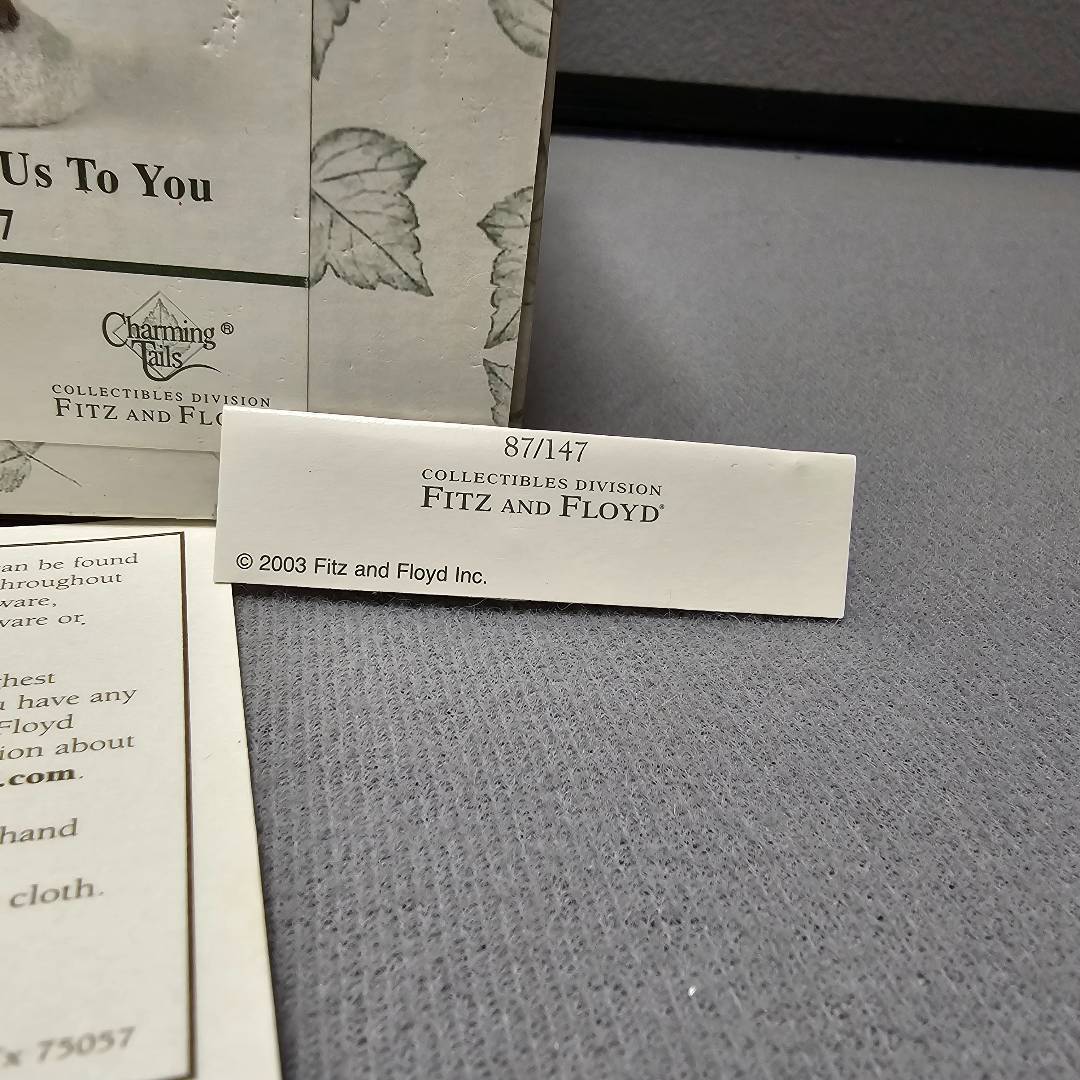 Us To You
7
Charming ®
Tails
COLLECTIBLES DIVISION
FITZ AND FLO
87/147
COLLECTIBLES DIVISION
FITZ AND FLOYD®
© 2003 Fitz and Floyd Inc.
an be found
hroughout
ware,
ware or,
hest
u have any
Floyd
ion about
.com.
hand
cloth.
x 75057